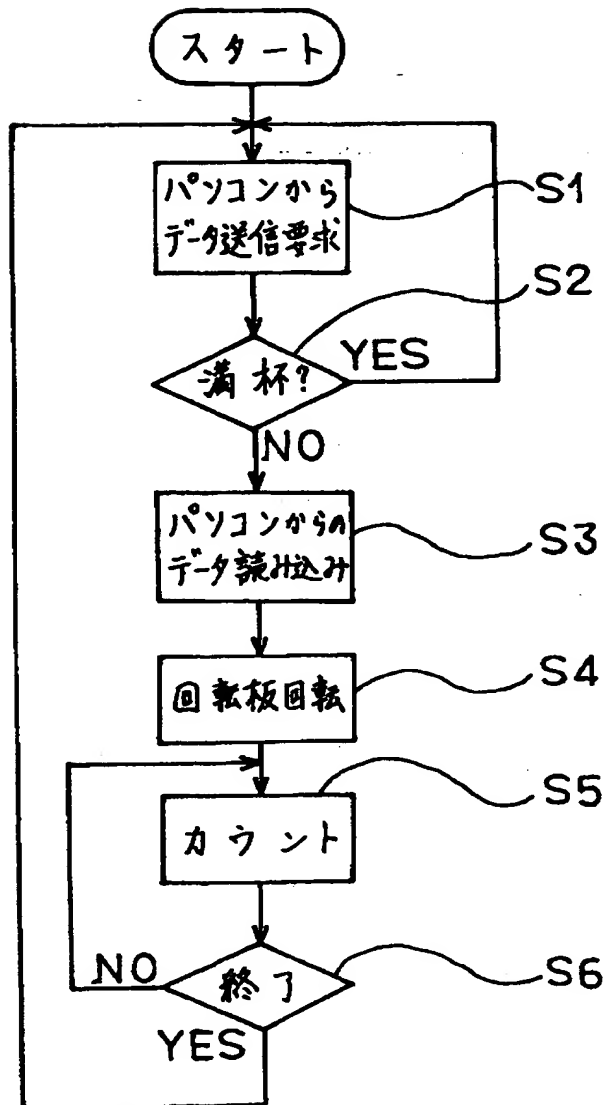 スタート
パソコンから
データ送信要求
S1
S2
満杯?
YES
NO
パソコンからの
データ読み込み
S3
回転板回転
S4
カウント
S5
NO
終了
S6
YES